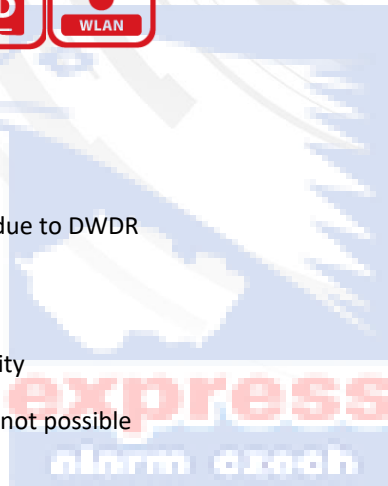 D
WLAN
due to DWDR
ity
express
not possible
alarm czech